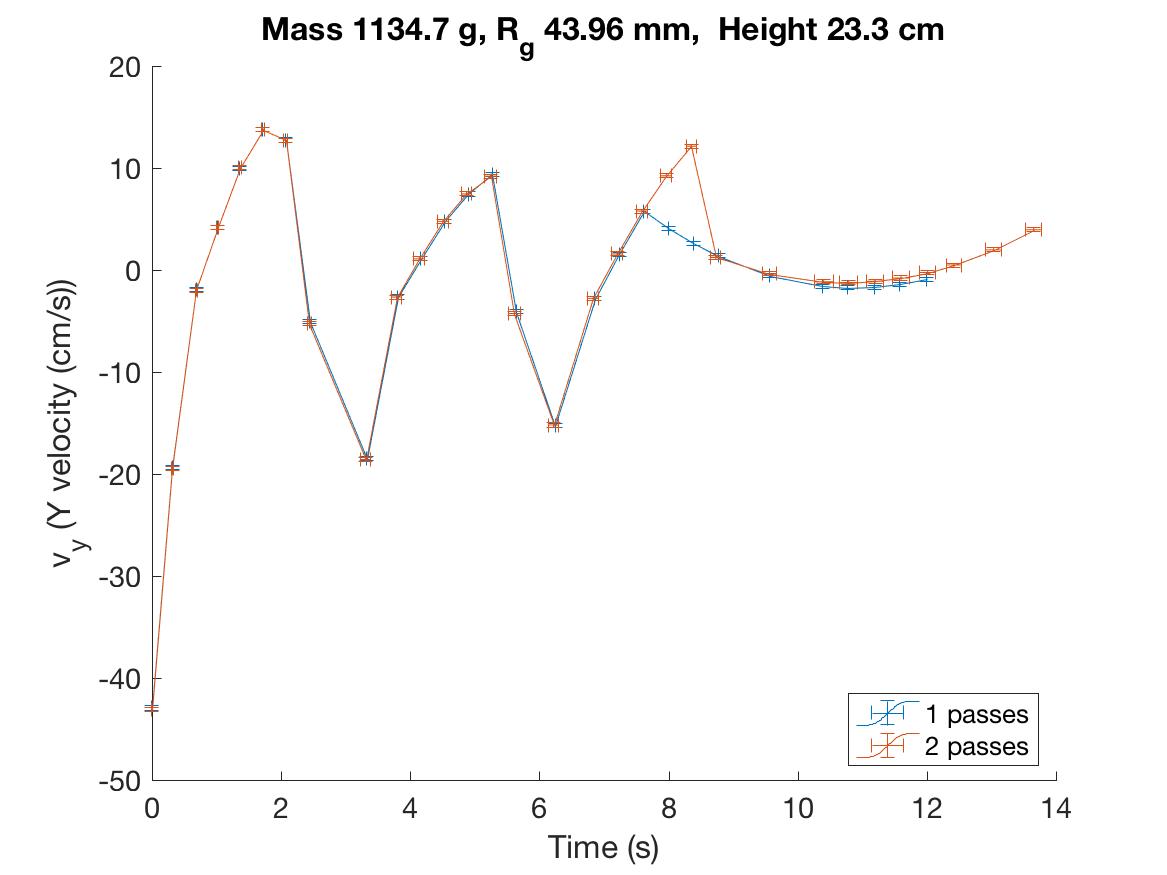 Mass 1134.7 g, Rg 43.96 mm, Height 23.3 cm
20
10
0
-10
-20
-30
-40
-50
vy (Y velocity (cm/s))
0 2 4 6 8 10 12 14
Time (s)
1 passes
2 passes